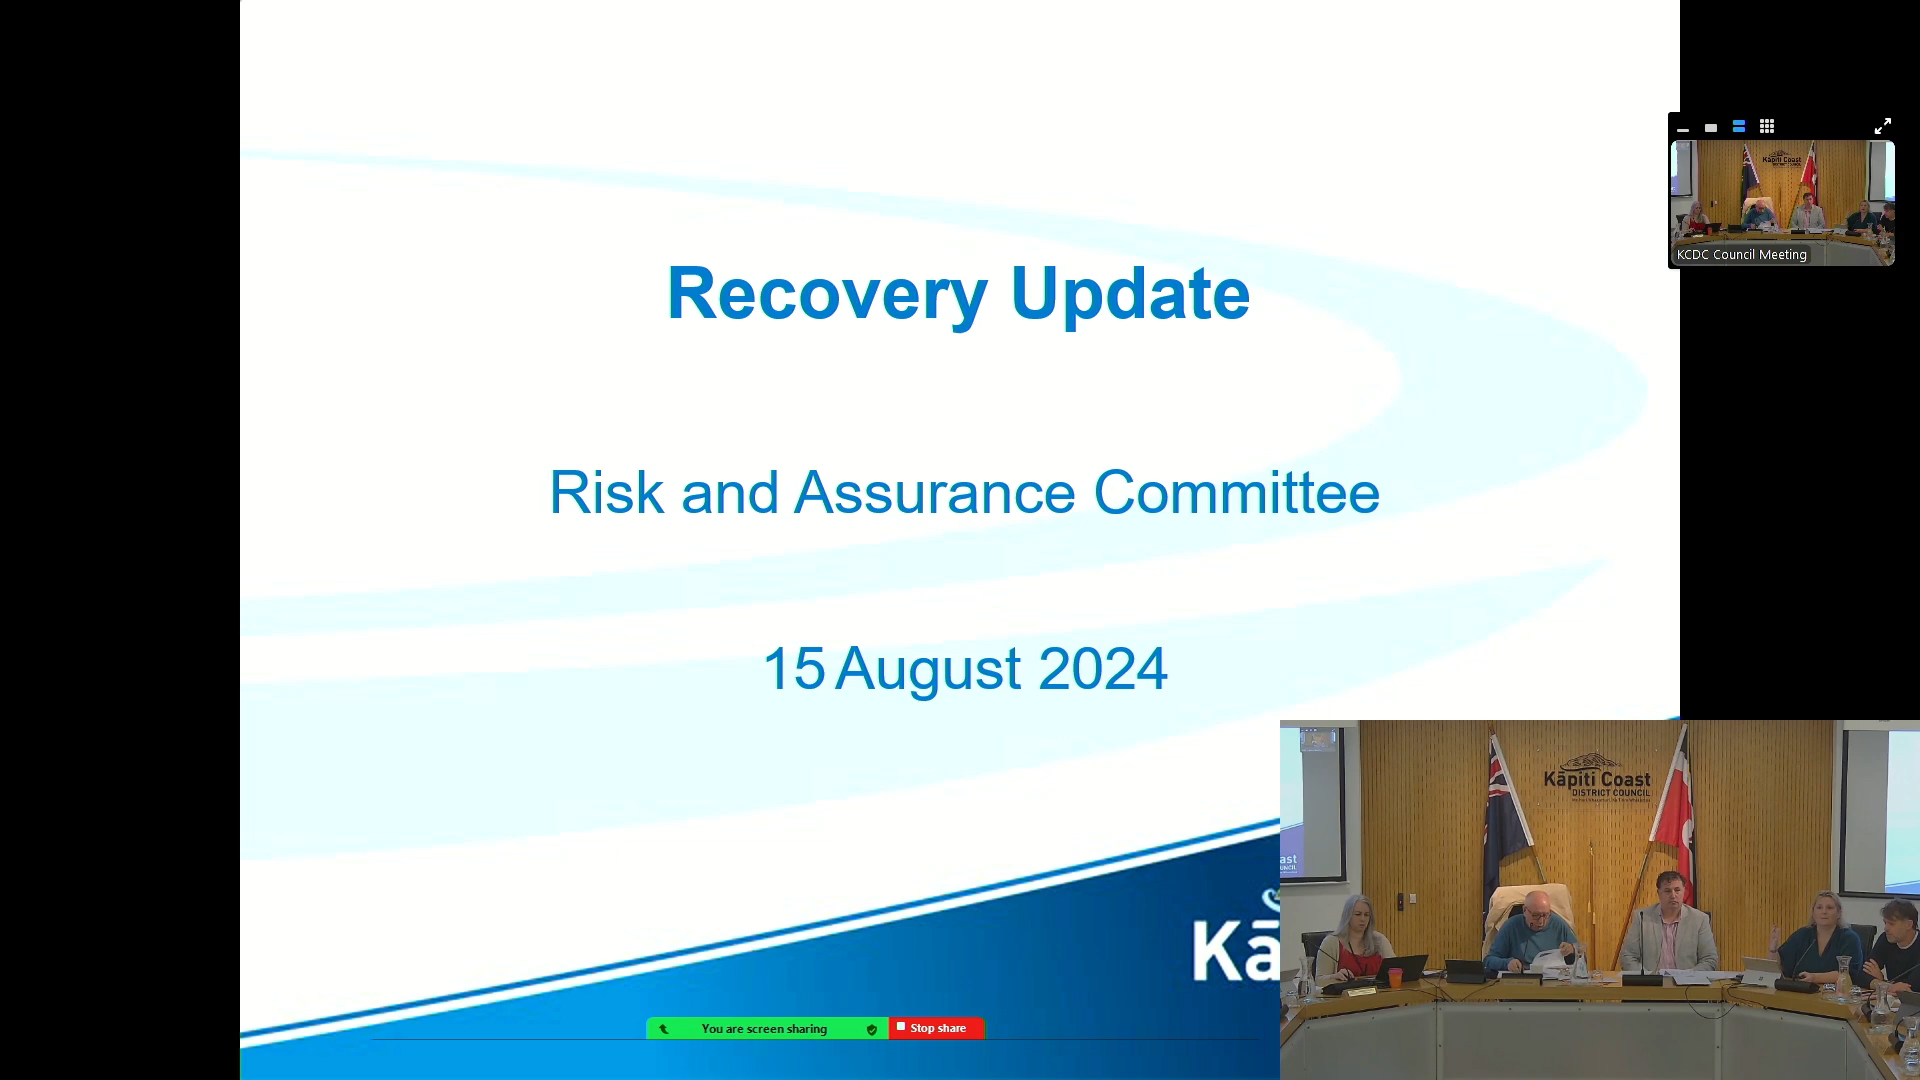 Recovery Update
Risk and Assurance Committee
15 August 2024
KCDC Council Meeting
Kāpiti Coast
DISTRICT COUNCIL
Kā
You are screen sharing
Stop share